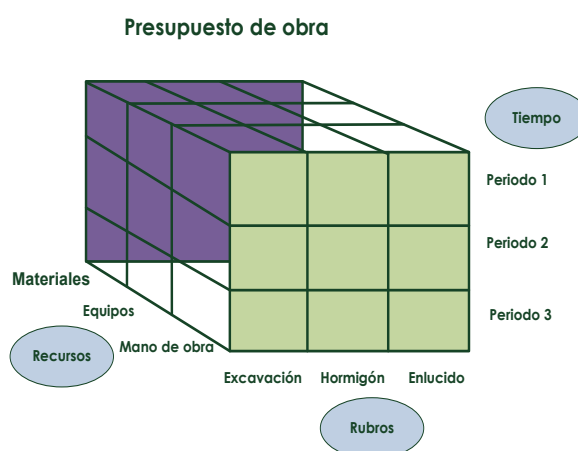 Presupuesto de obra
Tiempo
Periodo 1
Periodo 2
Materiales
Equipos
Periodo 3
Recursos
Mano de obra
Excavación Hormigón Enlucido
Rubros